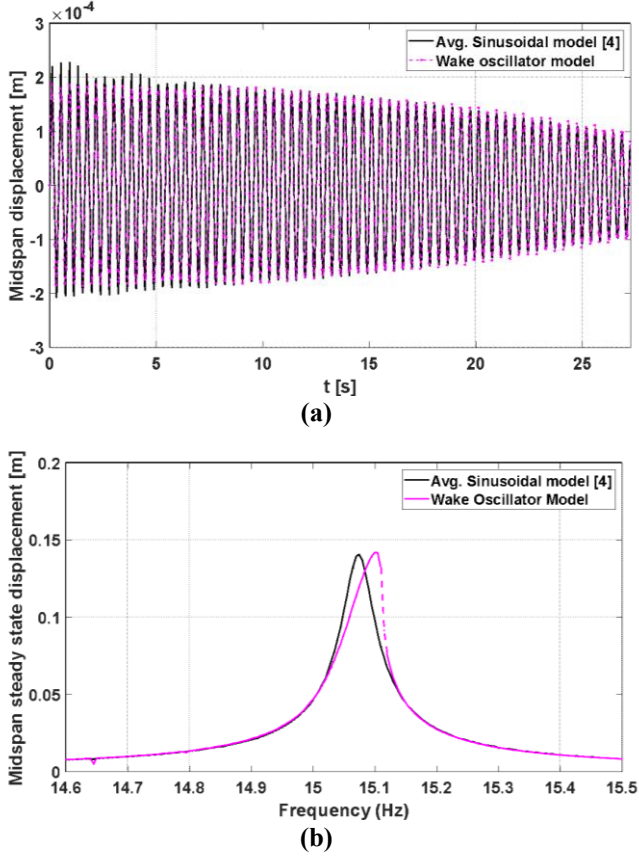 ×10⁻⁴
3
2
1
0
-1
-2
-3
Midspan displacement [m]
Avg. Sinusoidal model [4]
Wake oscillator model
0 5 10 15 20 25
t [s]
(a)
0.2
0.15
0.1
0.05
0
Midspan steady state displacement [m]
Avg. Sinusoidal model [4]
Wake Oscillator Model
14.6 14.7 14.8 14.9 15 15.1 15.2 15.3 15.4 15.5
Frequency (Hz)
(b)